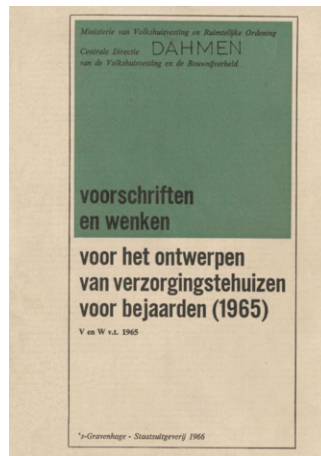 Ministerie van Volkshuisvesting en Ruimtelijke Ordening
Centrale Directie DAHMEN
van de Volkshuisvesting en de Bouwnijverheid
voorschriften
en wenken
voor het ontwerpen
van verzorgingstehuizen
voor bejaarden (1965)
V en W v.t. 1965
's-Gravenhage - Staatsuitgeverij 1966